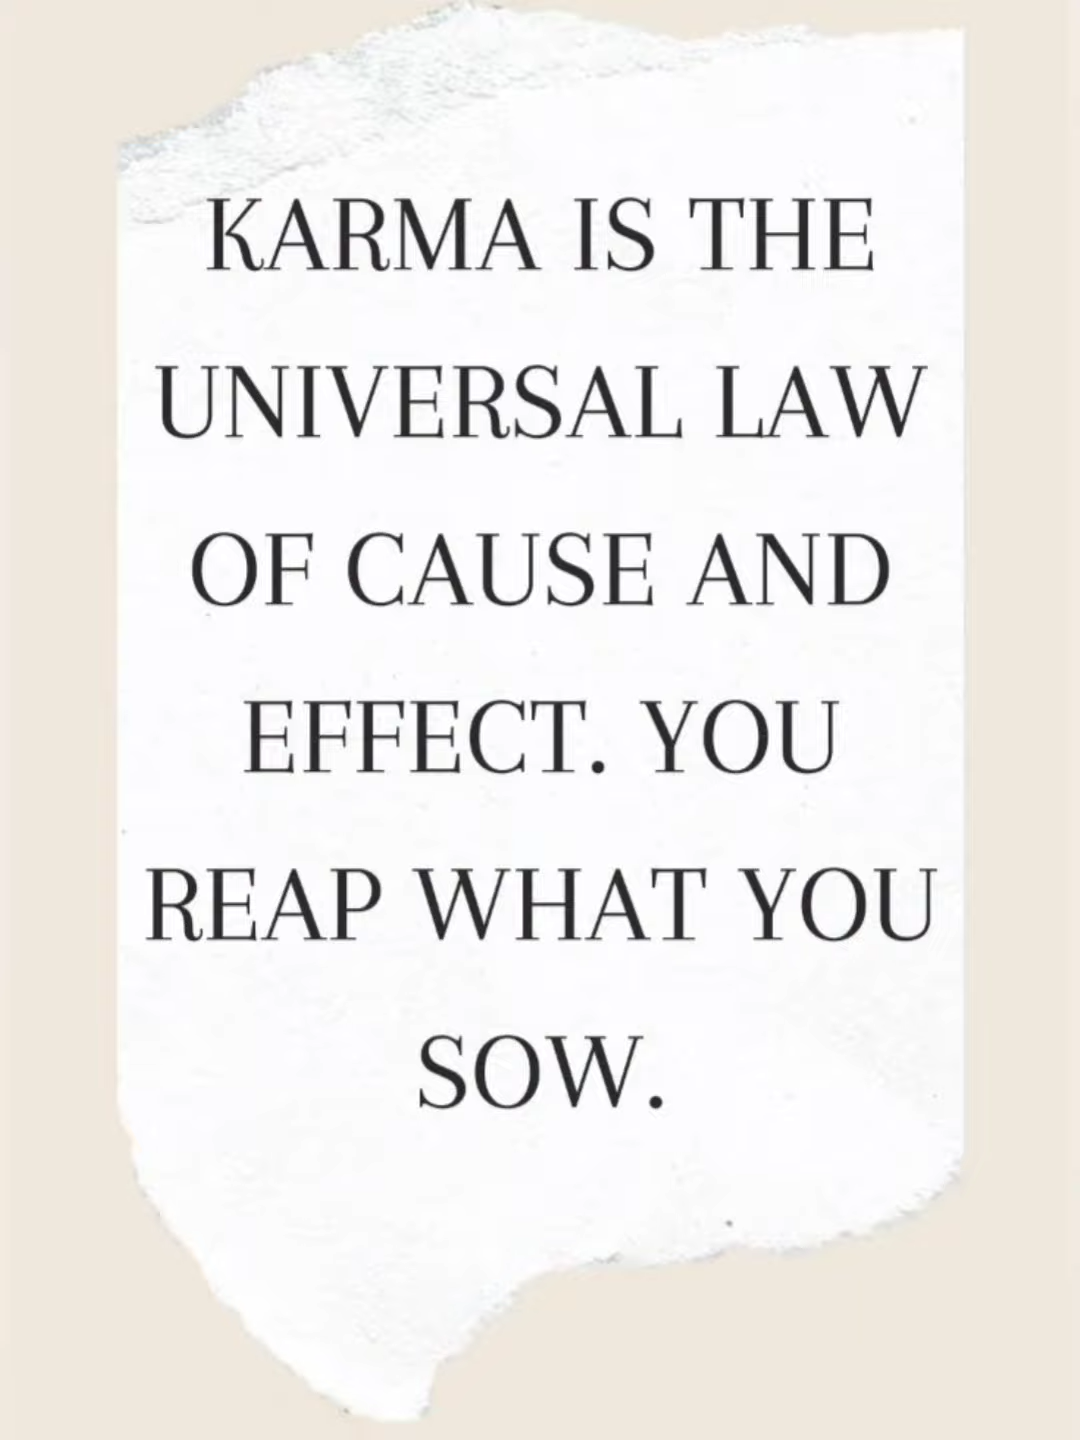 KARMA IS THE
UNIVERSAL LAW
OF CAUSE AND
EFFECT. YOU
REAP WHAT YOU
SOW.